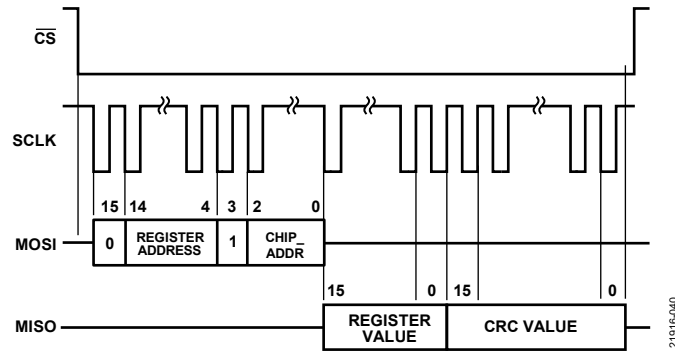 CS
SCLK
15 14 4 3 2 0
MOSI 0 REGISTER ADDRESS 1 CHIP_ ADDR
15 0 15 0
MISO REGISTER VALUE CRC VALUE
21916-040